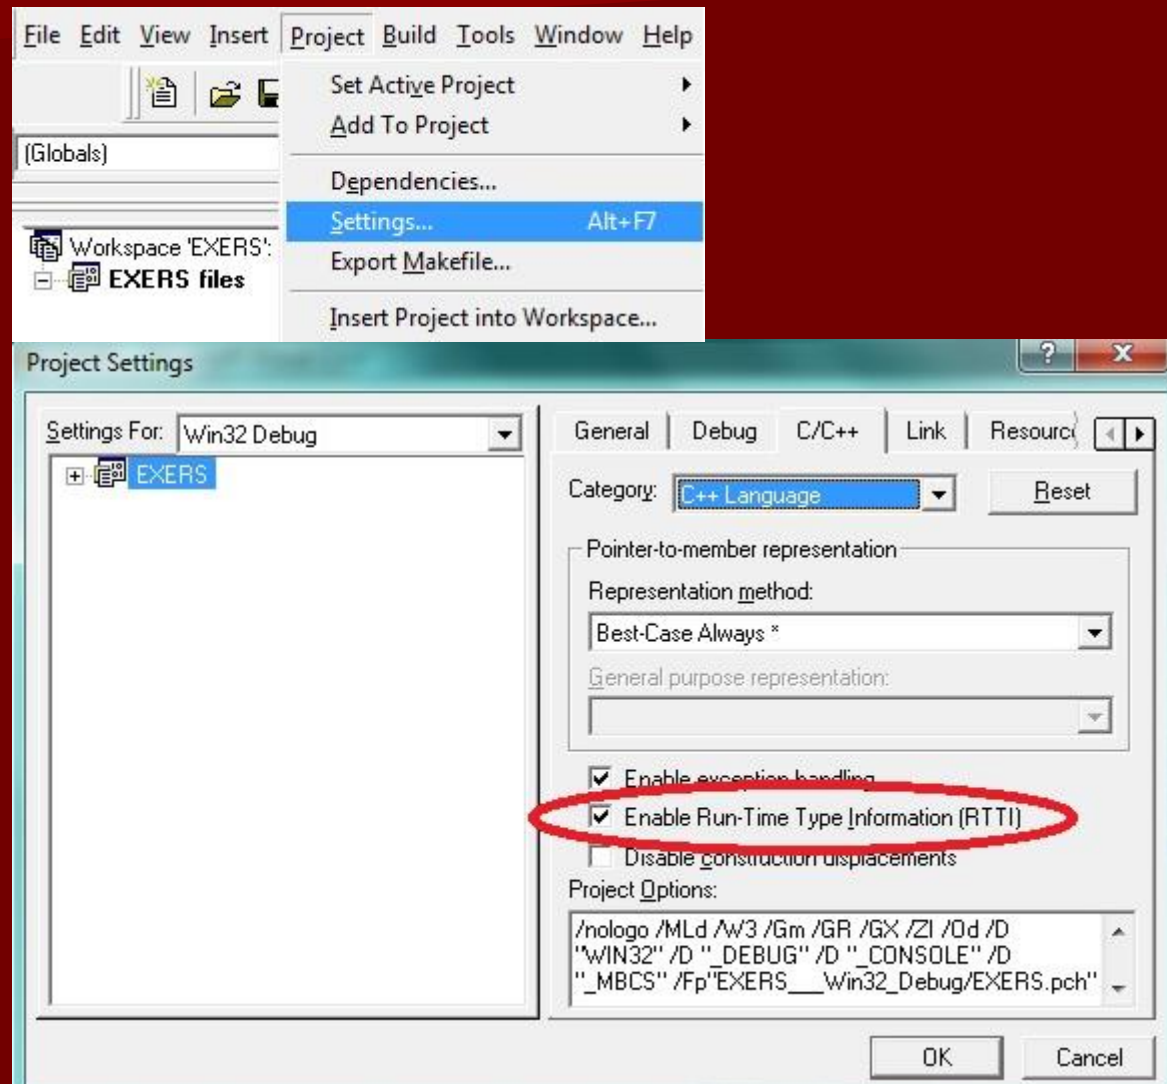 File Edit View Insert Project Build Tools Window Help
Set Active Project
Add To Project
(Globals)
Dependencies...
Settings... Alt+F7
Workspace 'EXERS':
EXERS files
Export Makefile...
Insert Project into Workspace...
Project Settings
Settings For: Win32 Debug
EXERS
General Debug C/C++ Link Resourc
Category: C++ Language Reset
Pointer-to-member representation
Representation method:
Best-Case Always *
General purpose representation:
Enable exception handling
Enable Run-Time Type Information (RTTI)
Disable construction displacements
Project Options:
/nologo /MLd /W3 /Gm /GR /GX /ZI /Od /D
"WIN32" /D "_DEBUG" /D "_CONSOLE" /D
"_MBCS" /Fp"EXERS___Win32_Debug/EXERS.pch"
OK Cancel